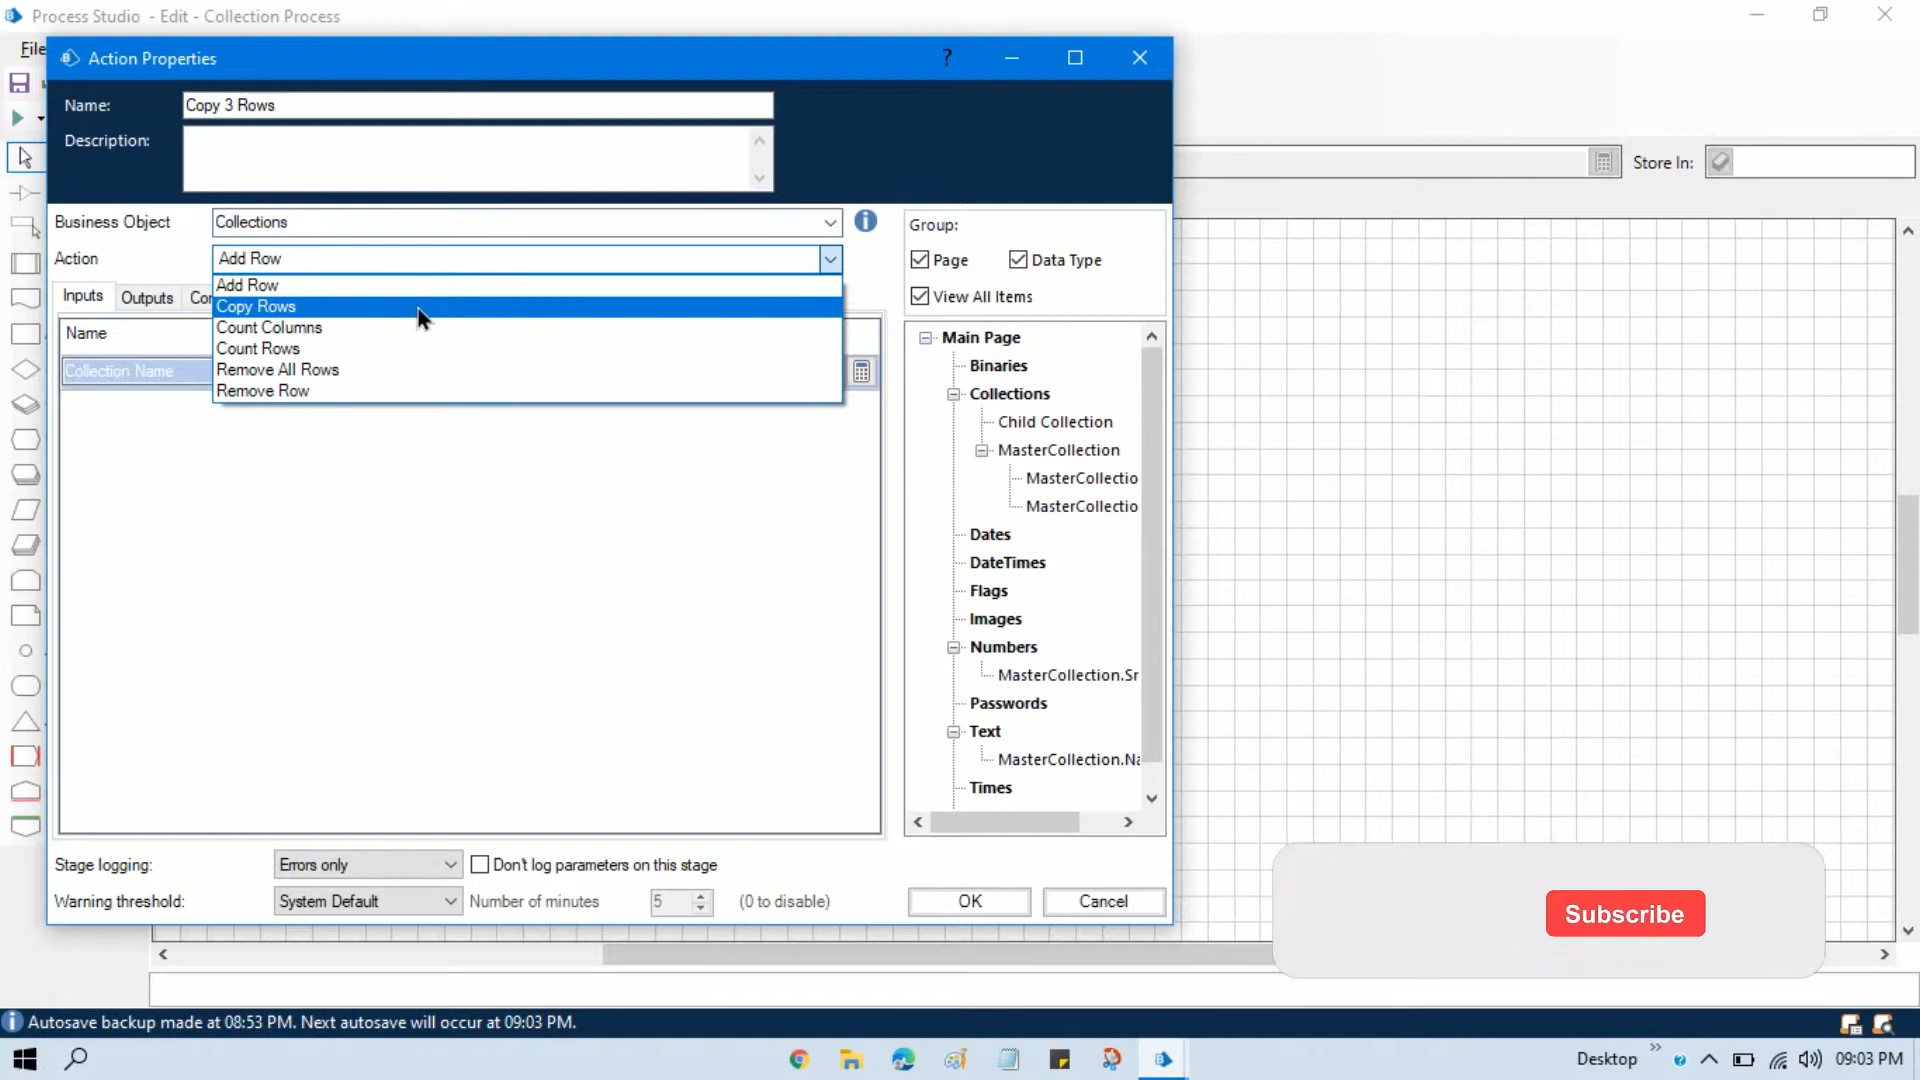 Process Studio - Edit - Collection Process
File
Action Properties
?
Name: Copy 3 Rows
Description:
Store In:
Business Object Collections
Action Add Row
Add Row
Copy Rows
Count Columns
Count Rows
Remove All Rows
Remove Row
Inputs Outputs Con
Name
Collection Name
Group:
Page Data Type
View All Items
Main Page
Binaries
Collections
Child Collection
MasterCollection
MasterCollectio
MasterCollectio
Dates
DateTimes
Flags
Images
Numbers
MasterCollection.Sr
Passwords
Text
MasterCollection.Na
Times
Stage logging: Errors only Don't log parameters on this stage
Warning threshold: System Default Number of minutes 5 (0 to disable)
OK Cancel
Subscribe
Autosave backup made at 08:53 PM. Next autosave will occur at 09:03 PM.
Desktop 09:03 PM